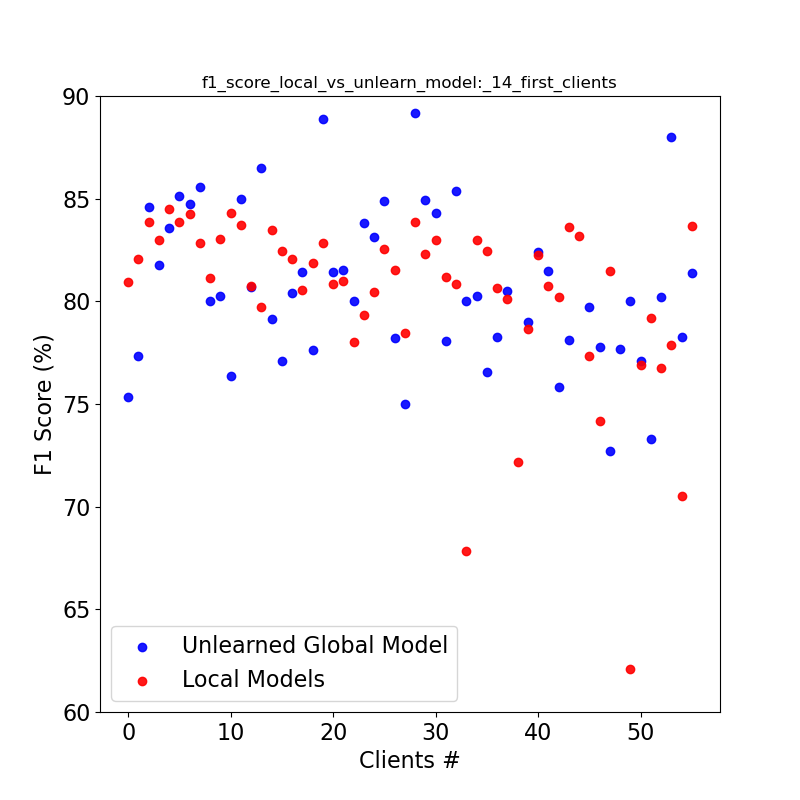 f1_score_local_vs_unlearn_model:_14_first_clients
90
85
80
75
70
65
60
F1 Score (%)
Unlearned Global Model
Local Models
0 10 20 30 40 50
Clients #